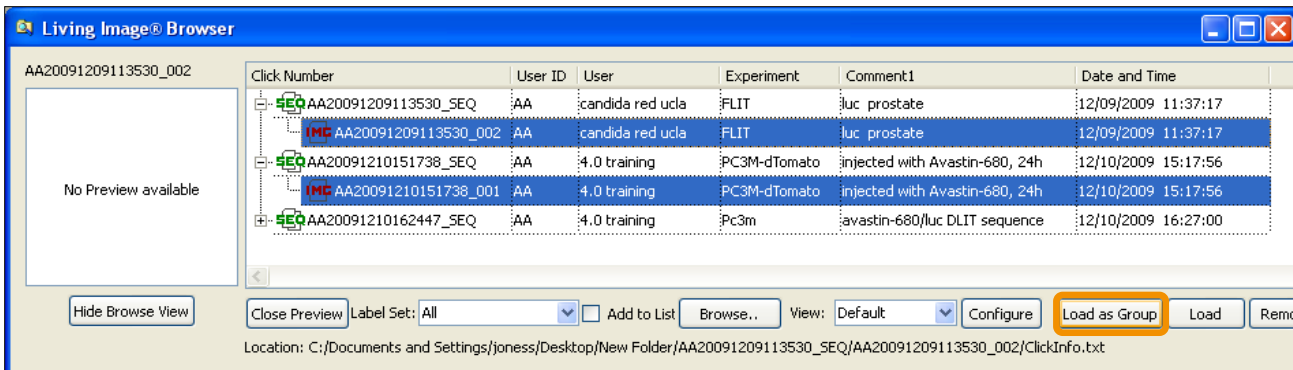 Living Image® Browser
AA20091209113530_002
Click Number User ID User Experiment Comment1 Date and Time
SEQ AA20091209113530_SEQ AA candida red ucla FLIT luc prostate 12/09/2009 11:37:17
IMG AA20091209113530_002 AA candida red ucla FLIT luc prostate 12/09/2009 11:37:17
SEQ AA20091210151738_SEQ AA 4.0 training PC3M-dTomato injected with Avastin-680, 24h 12/10/2009 15:17:56
No Preview available
IMG AA20091210151738_001 AA 4.0 training PC3M-dTomato injected with Avastin-680, 24h 12/10/2009 15:17:56
SEQ AA20091210162447_SEQ AA 4.0 training Pc3m avastin-680/luc DLIT sequence 12/10/2009 16:27:00
Hide Browse View Close Preview Label Set: All Add to List Browse.. View: Default Configure Load as Group Load Remo
Location: C:/Documents and Settings/joness/Desktop/New Folder/AA20091209113530_SEQ/AA20091209113530_002/ClickInfo.txt